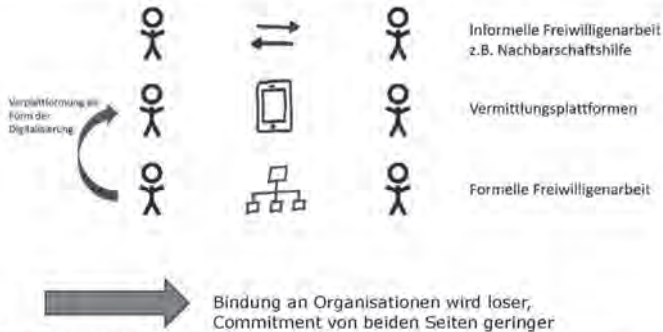 Informelle Freiwilligenarbeit
z.B. Nachbarschaftshilfe
Verplattformung als
Form der
Digitalisierung
Vermittlungsplattformen
Formelle Freiwilligenarbeit
Bindung an Organisationen wird loser,
Commitment von beiden Seiten geringer